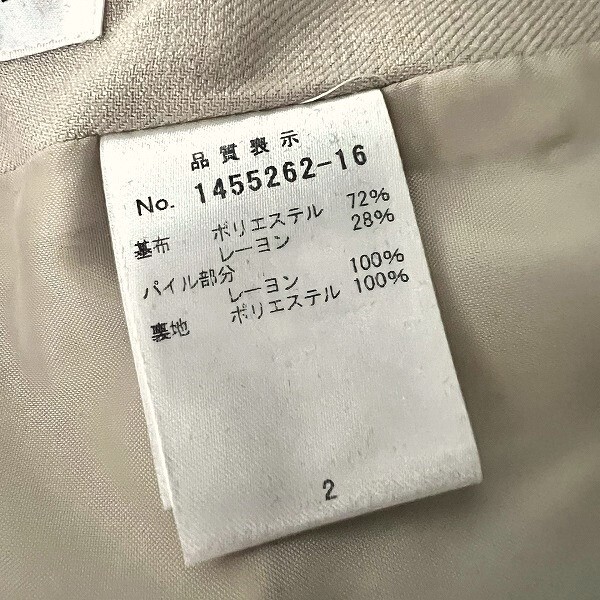 品質表示
No. 1455262-16
基布 ポリエステル 72%
レーヨン 28%
パイル部分
レーヨン 100%
裏地 ポリエステル 100%
2